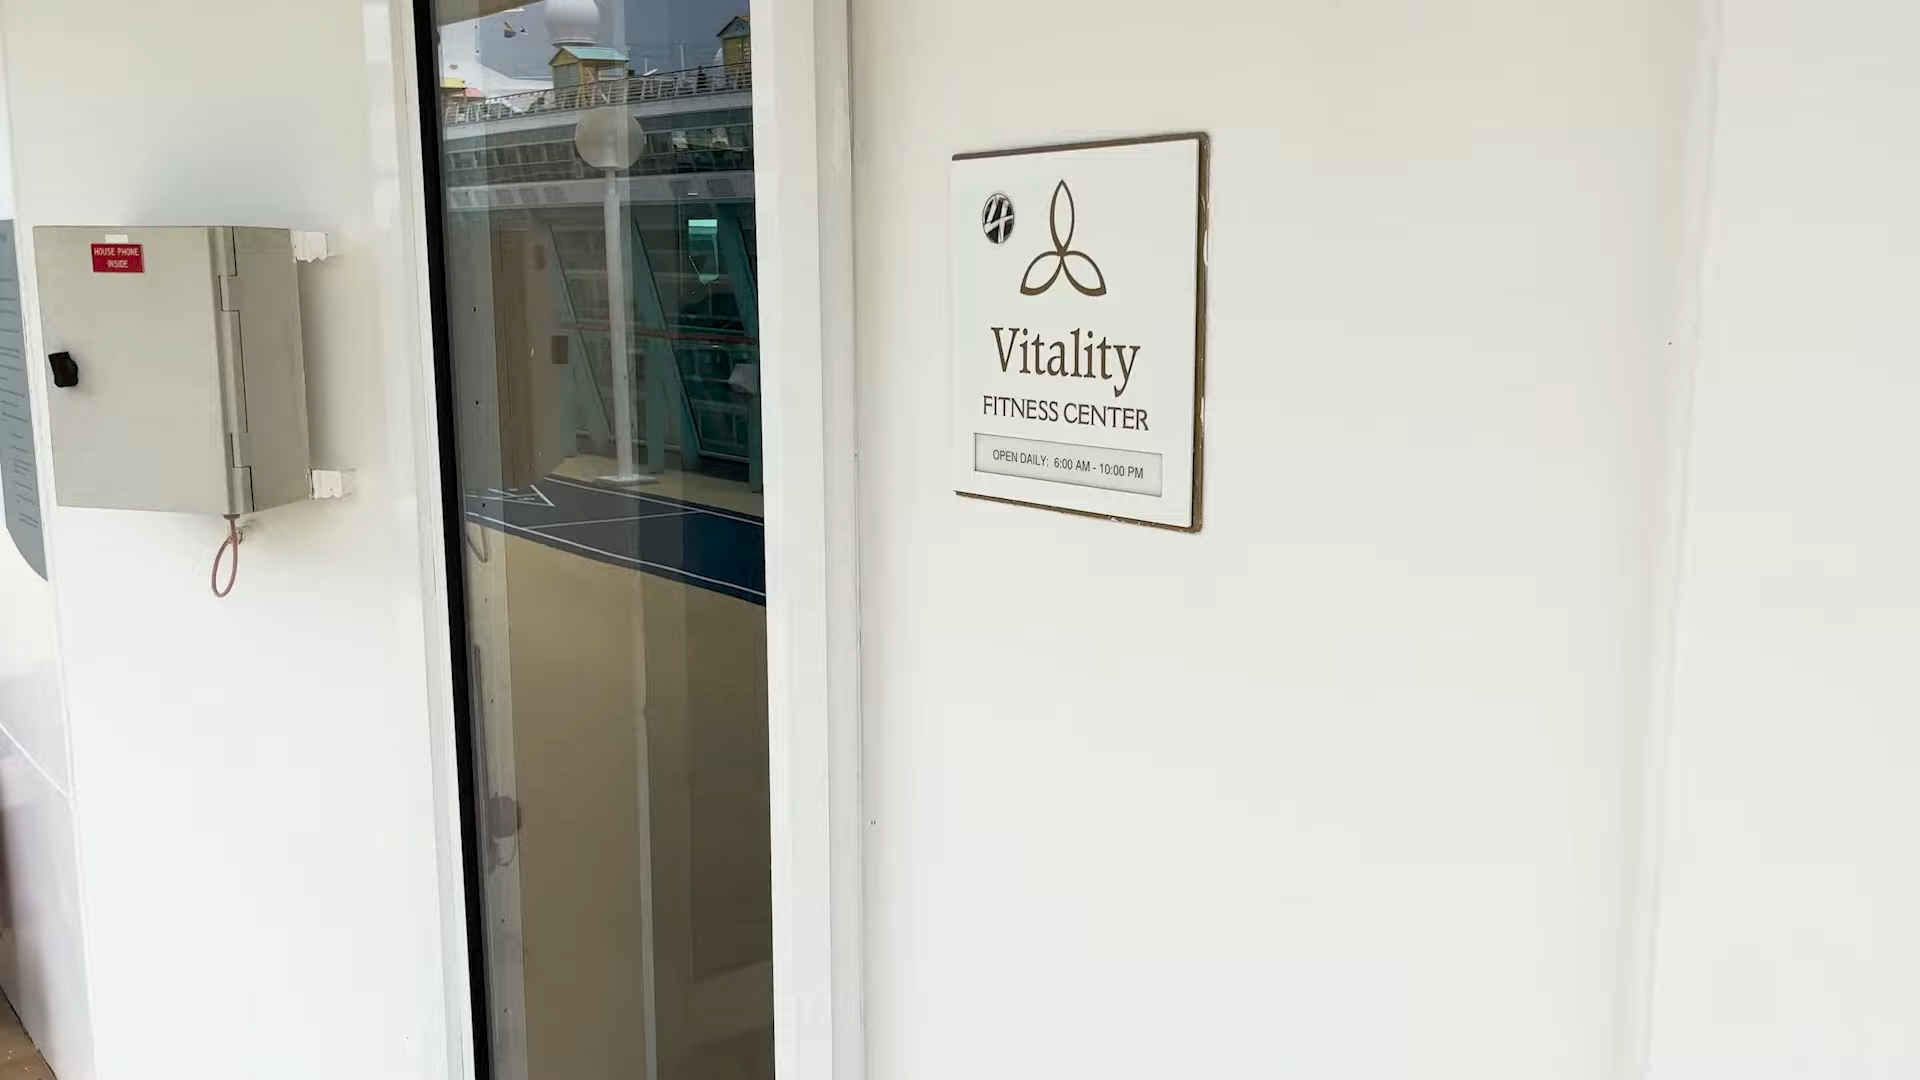 HOUSE PHONE
INSIDE
Vitality
FITNESS CENTER
OPEN DAILY: 6:00 AM - 10:00 PM